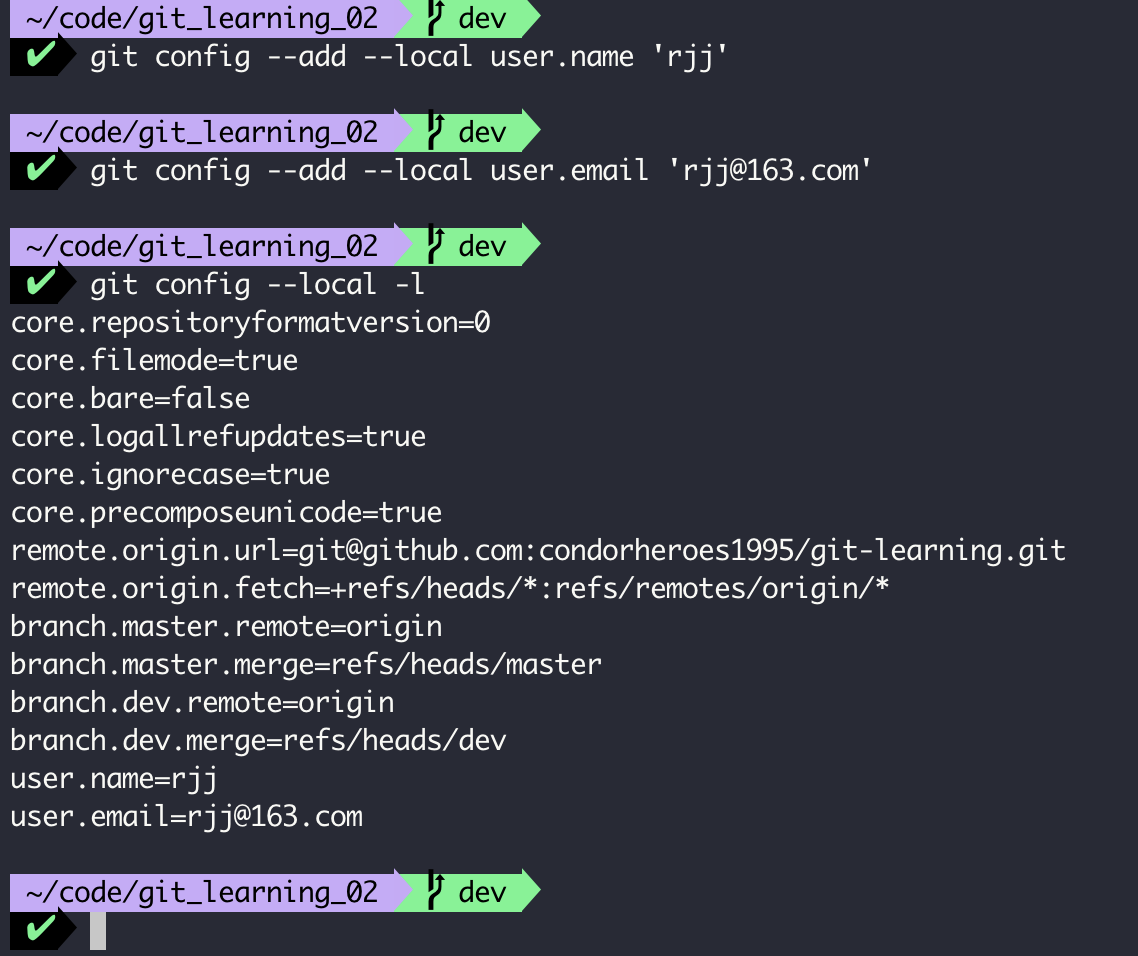 ~/code/git_learning_02 dev
✔ git config --add --local user.name 'rjj'
~/code/git_learning_02 dev
✔ git config --add --local user.email 'rjj@163.com'
~/code/git_learning_02 dev
✔ git config --local -l
core.repositoryformatversion=0
core.filemode=true
core.bare=false
core.logallrefupdates=true
core.ignorecase=true
core.precomposeunicode=true
remote.origin.url=git@github.com:condorheroes1995/git-learning.git
remote.origin.fetch=+refs/heads/*:refs/remotes/origin/*
branch.master.remote=origin
branch.master.merge=refs/heads/master
branch.dev.remote=origin
branch.dev.merge=refs/heads/dev
user.name=rjj
user.email=rjj@163.com
~/code/git_learning_02 dev
✔